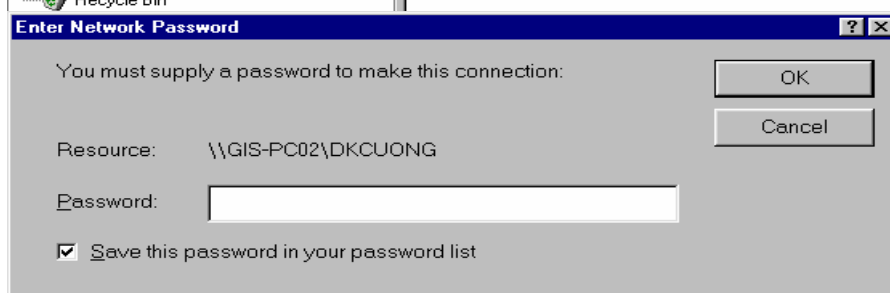 Recycle Bin
Enter Network Password
You must supply a password to make this connection:
OK
Cancel
Resource: \\GIS-PC02\DKCUONG
Password:
Save this password in your password list